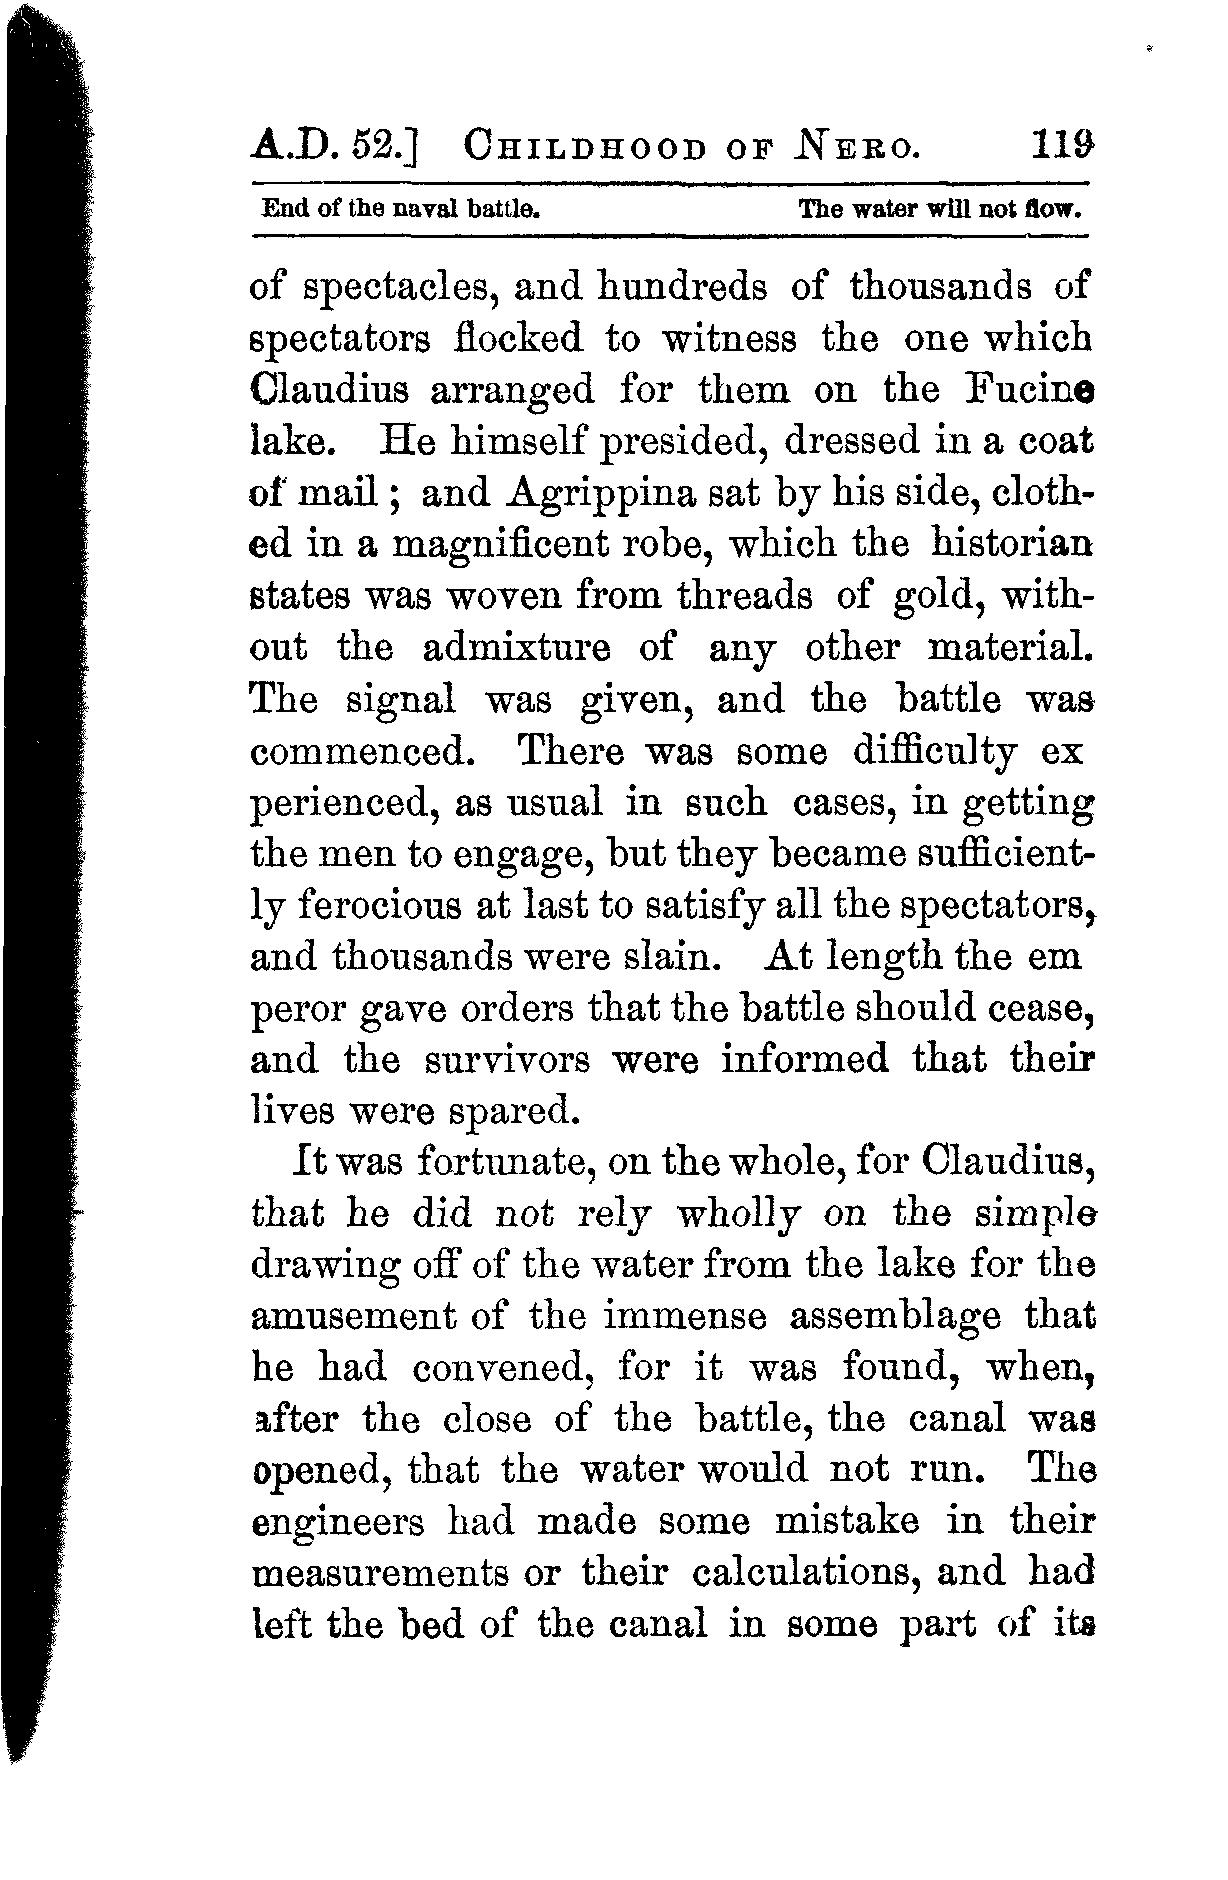 A.D. 52.] CHILDHOOD OF NERO. 119
End of the naval battle. The water will not flow.
of spectacles, and hundreds of thousands of
spectators flocked to witness the one which
Claudius arranged for them on the Fucine
lake. He himself presided, dressed in a coat
of mail; and Agrippina sat by his side, cloth-
ed in a magnificent robe, which the historian
states was woven from threads of gold, with-
out the admixture of any other material.
The signal was given, and the battle was
commenced. There was some difficulty ex
perienced, as usual in such cases, in getting
the men to engage, but they became sufficient-
ly ferocious at last to satisfy all the spectators,
and thousands were slain. At length the em
peror gave orders that the battle should cease,
and the survivors were informed that their
lives were spared.
It was fortunate, on the whole, for Claudius,
that he did not rely wholly on the simple
drawing off of the water from the lake for the
amusement of the immense assemblage that
he had convened, for it was found, when,
after the close of the battle, the canal was
opened, that the water would not run. The
engineers had made some mistake in their
measurements or their calculations, and had
left the bed of the canal in some part of its